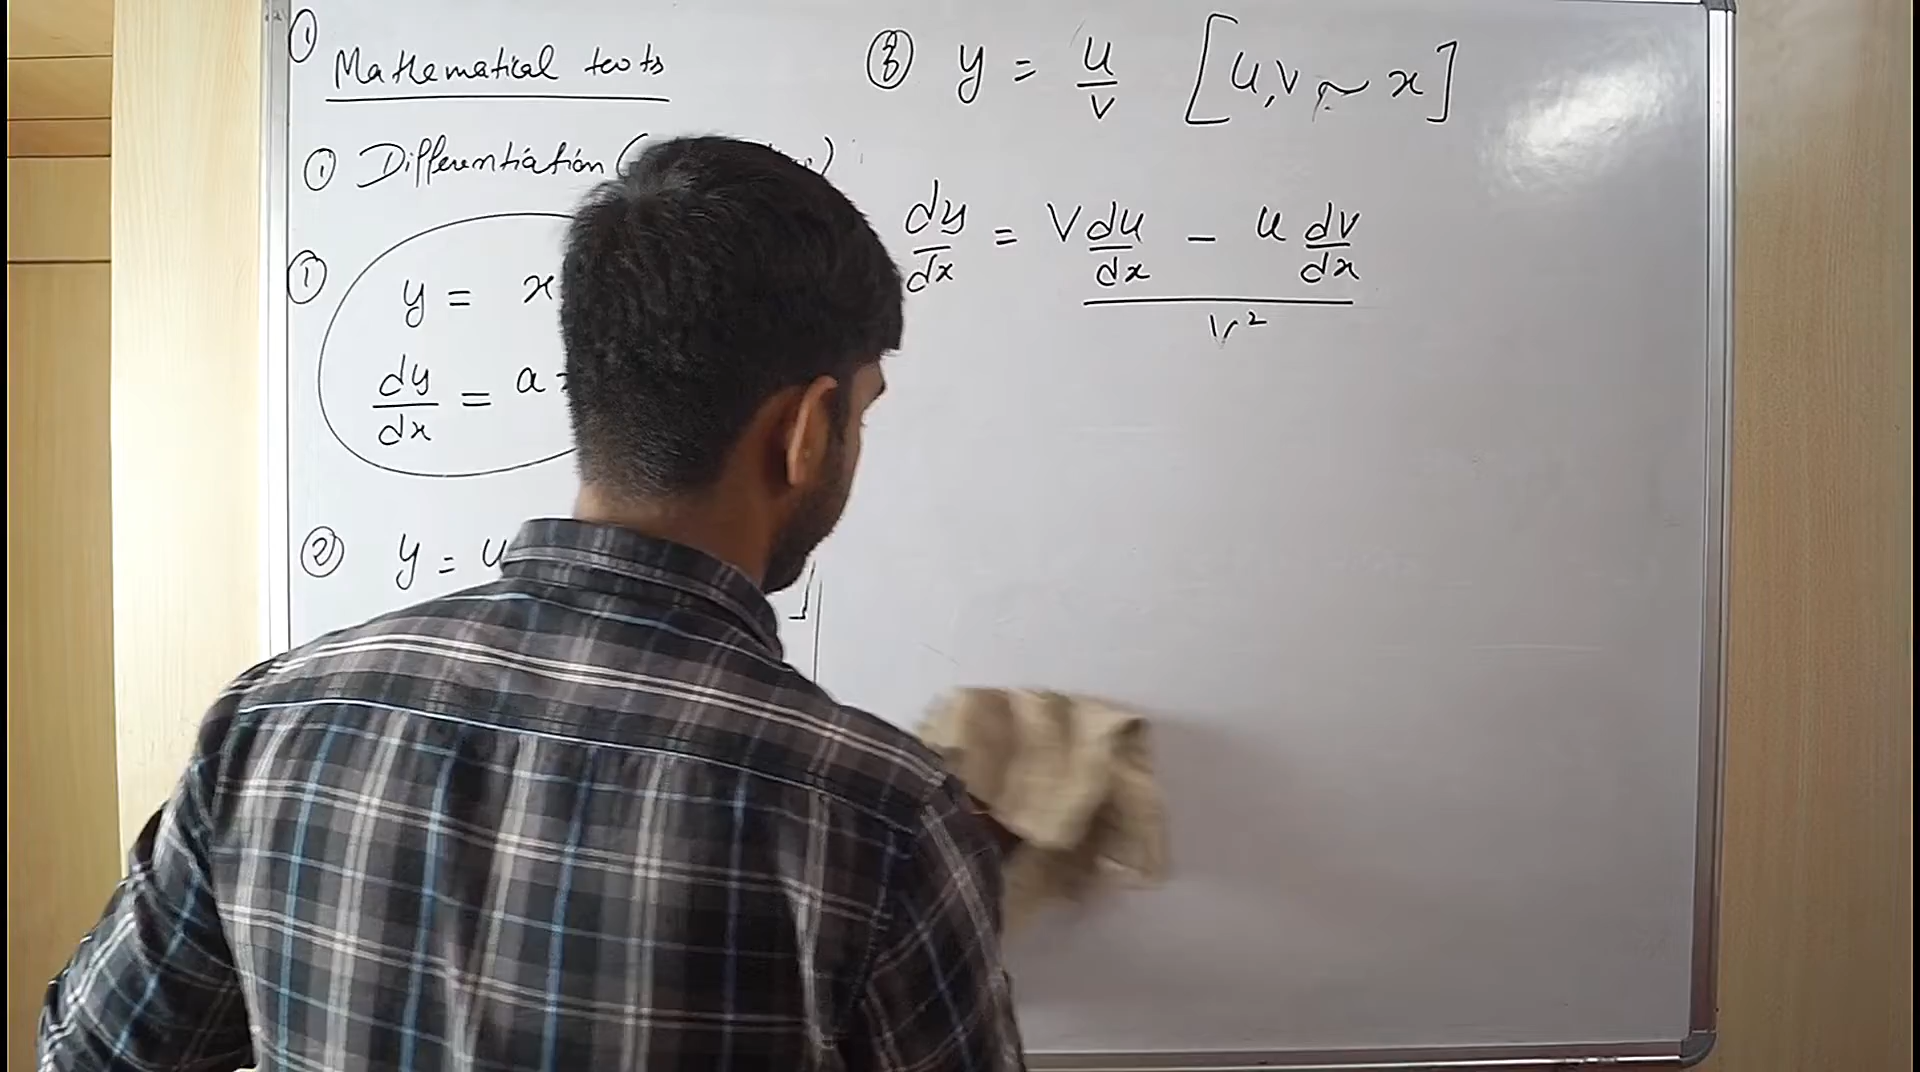 ① Mathematical tools
① Differentiation (
① y = x
dy/dx = a
② y = u
③ y = u/v [u, v ~ x]
dy/dx = v du/dx - u dv/dx
v²